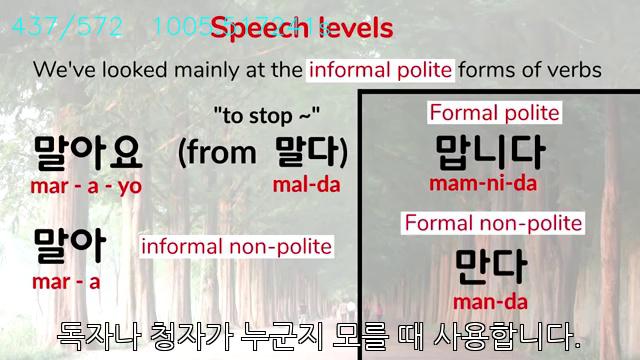 437/572 1005.517241s
Speech levels
We've looked mainly at the informal polite forms of verbs
"to stop ~"
말아요 (from 말다)
mar - a - yo mal-da
말아 informal non-polite
mar - a
Formal polite
맙니다
mam-ni-da
Formal non-polite
만다
man-da
독자나 청자가 누군지 모를 때 사용합니다.